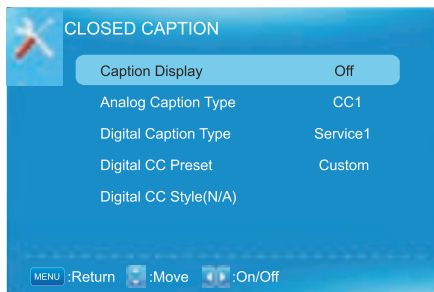 CLOSED CAPTION
Caption Display Off
Analog Caption Type CC1
Digital Caption Type Service1
Digital CC Preset Custom
Digital CC Style(N/A)
MENU :Return :Move :On/Off